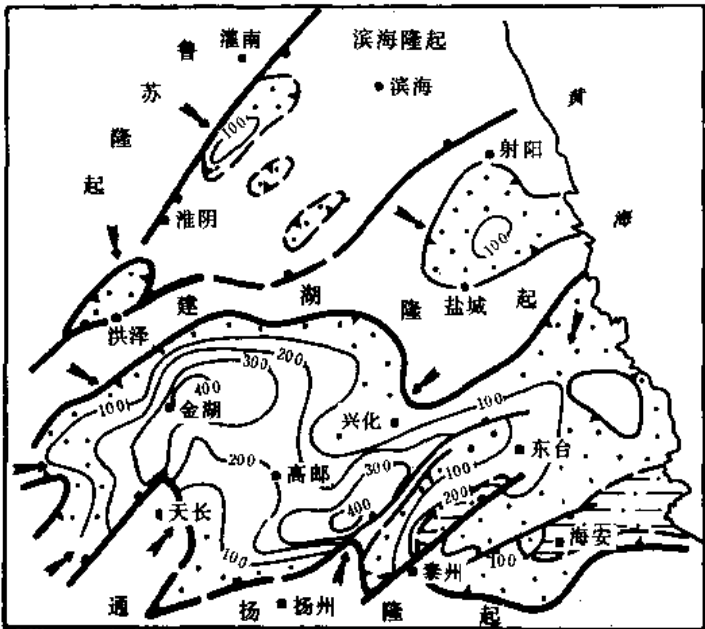 鲁苏隆起
灌南
滨海隆起
滨海
黄海
100
射阳
淮阴
100
建湖隆起
盐城
洪泽
200
300
400
100
金湖
100
兴化
东台
200
高邮
300
100
200
400
天长
海安
100
100
泰州
通扬隆起
扬州